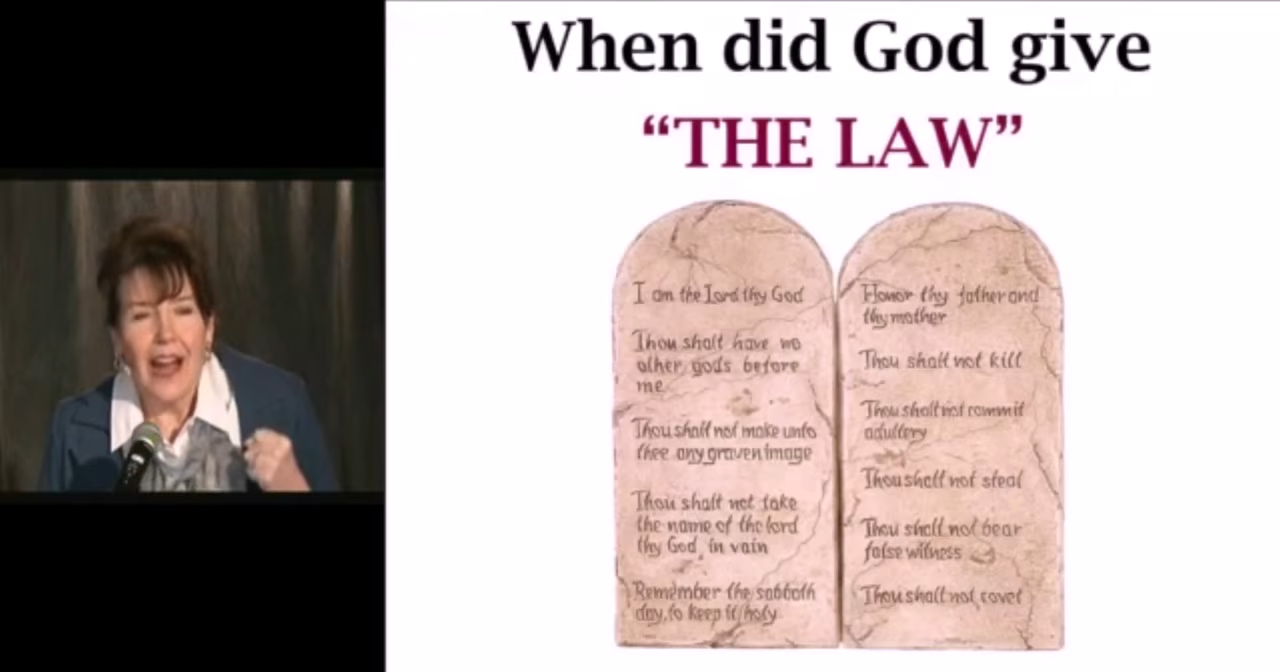 When did God give
“THE LAW”
I am the Lord thy God
Thou shalt have no
other gods before
me
Thou shalt not make unto
thee any graven image
Thou shalt not take
the name of the lord
thy God in vain
Remember the sabbath
day, to keep it holy
Honor thy father and
thy mother
Thou shalt not kill
Thou shalt not commit
adultery
Thou shalt not steal
Thou shalt not bear
false witness
Thou shalt not covet